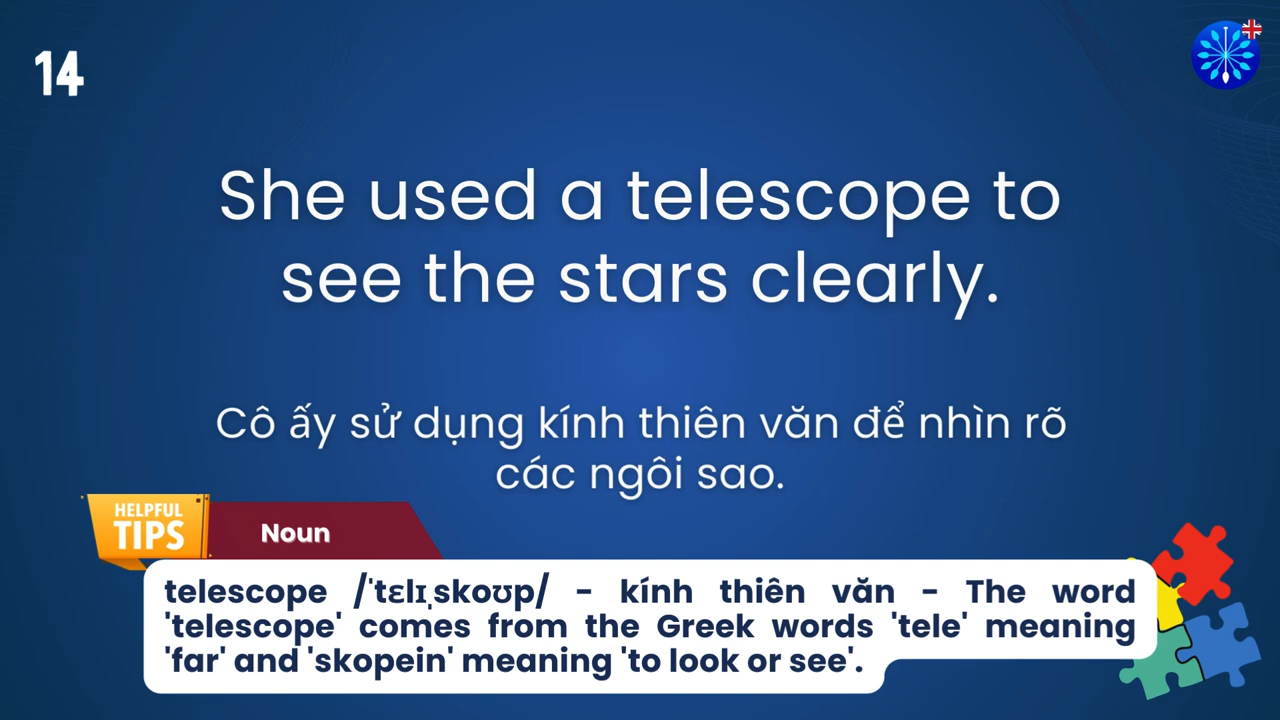 14
She used a telescope to
see the stars clearly.
Cô ấy sử dụng kính thiên văn để nhìn rõ
các ngôi sao.
HELPFUL
TIPS
Noun
telescope /ˈtɛlɪˌskoʊp/ - kính thiên văn - The word
'telescope' comes from the Greek words 'tele' meaning
'far' and 'skopein' meaning 'to look or see'.